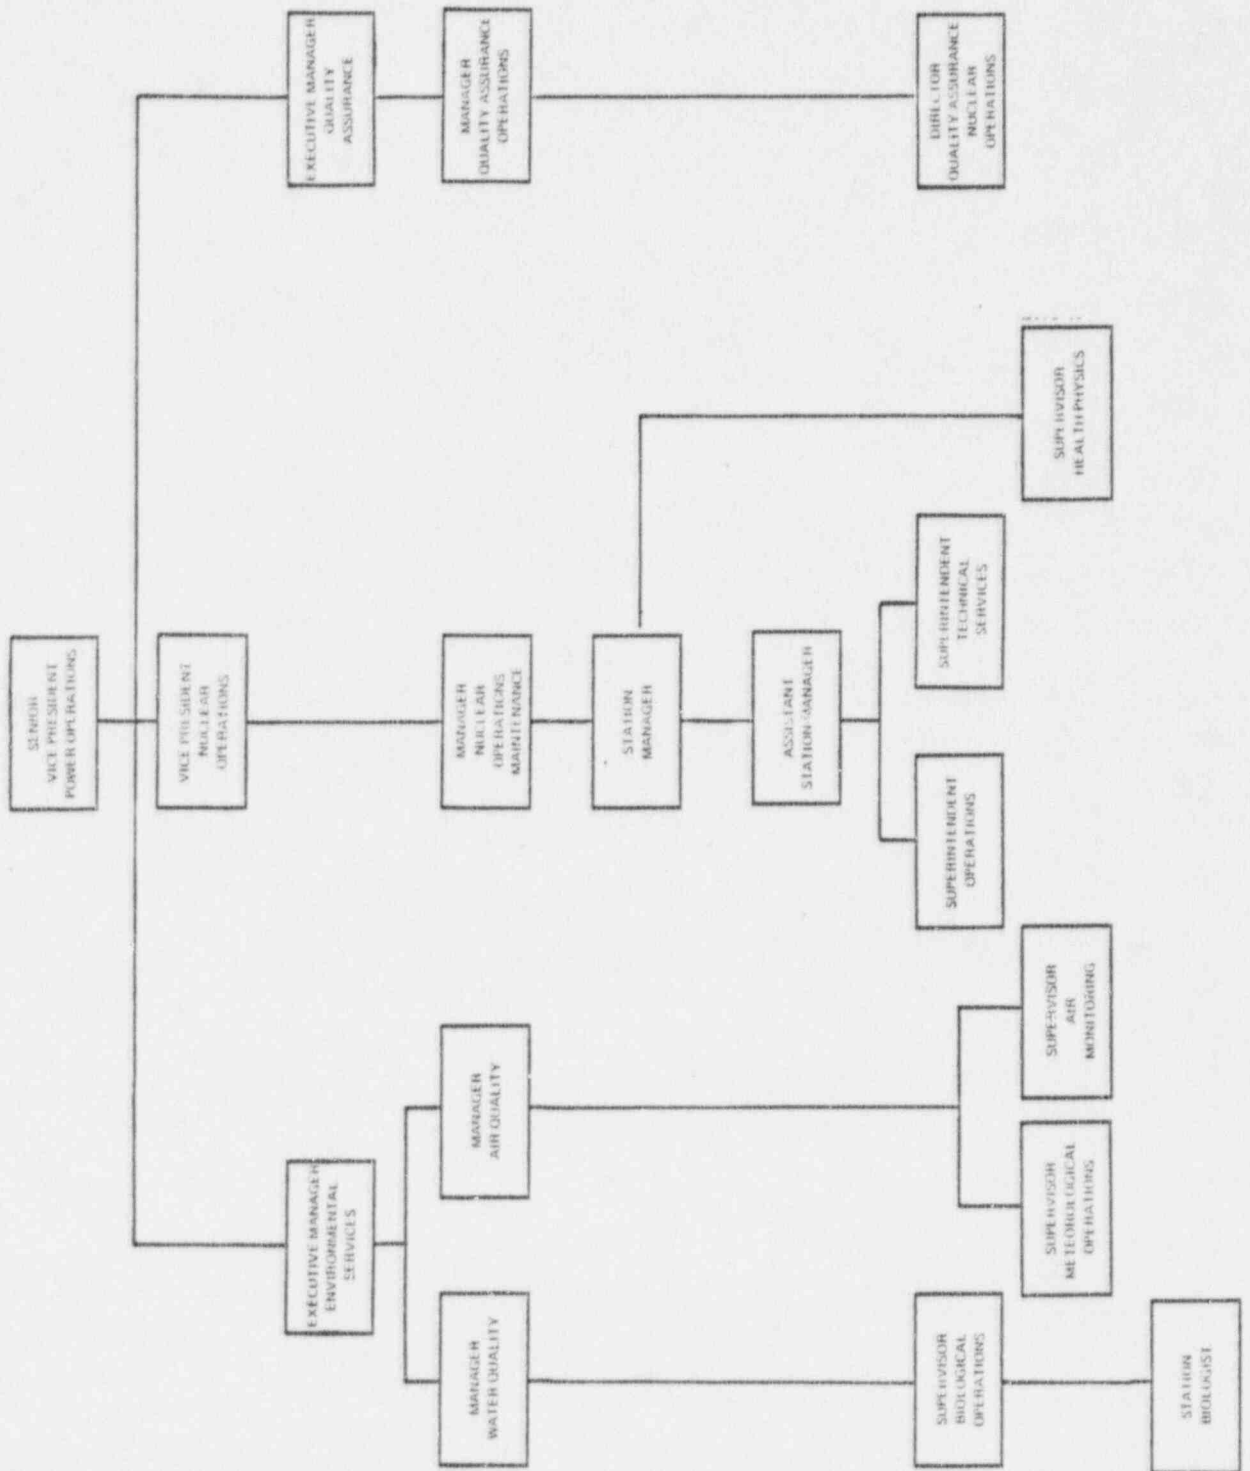 SENIOR
VICE PRESIDENT
POWER OPERATIONS
VICE PRESIDENT
NUCLEAR
OPERATIONS
EXECUTIVE MANAGER
ENVIRONMENTAL
SERVICES
EXECUTIVE MANAGER
QUALITY
ASSURANCE
MANAGER
WATER QUALITY
MANAGER
AIR QUALITY
MANAGER
NUCLEAR
OPERATIONS
MAINTENANCE
MANAGER
QUALITY ASSURANCE
OPERATIONS
STATION
MANAGER
ASSISTANT
STATION MANAGER
SUPERVISOR
BIOLOGICAL
OPERATIONS
SUPERINTENDENT
OPERATIONS
SUPERINTENDENT
TECHNICAL
SERVICES
DIRECTOR
QUALITY ASSURANCE
NUCLEAR
OPERATIONS
SUPERVISOR
METEOROLOGICAL
OPERATIONS
SUPERVISOR
AIR
MONITORING
SUPERVISOR
HEALTH PHYSICS
STATION
BIOLOGIST